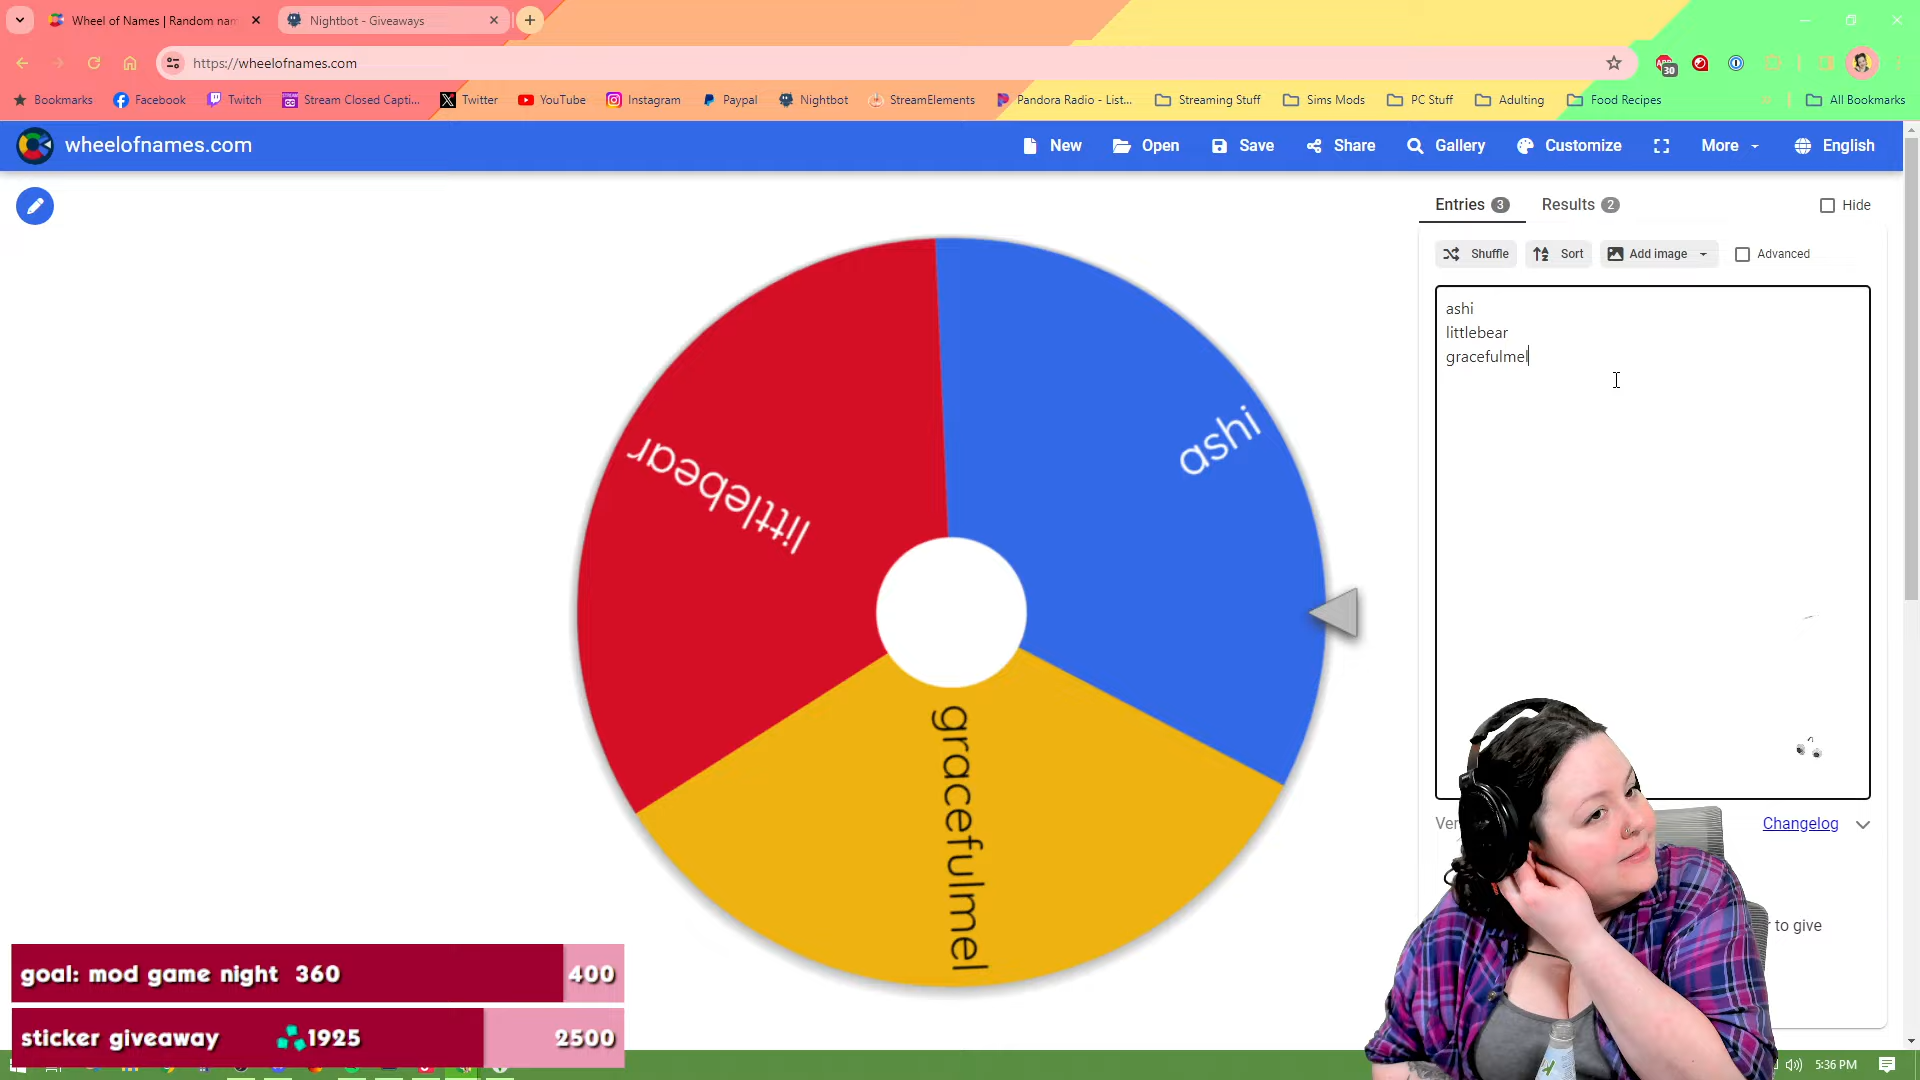 Wheel of Names | Random nam
Nightbot - Giveaways
https://wheelofnames.com
30
Bookmarks
Facebook
Twitch
Stream Closed Capti...
Twitter
YouTube
Instagram
Paypal
Nightbot
StreamElements
Pandora Radio - List...
Streaming Stuff
Sims Mods
PC Stuff
Adulting
Food Recipes
All Bookmarks
wheelofnames.com
New
Open
Save
Share
Gallery
Customize
More
English
Entries 3
Results 2
Hide
Shuffle
Sort
Add image
Advanced
ashi
littlebear
gracefulmel
ashi
littlebear
gracefulmel
Ver
Changelog
to give
goal: mod game night 360
400
sticker giveaway 1925
2500
5:36 PM